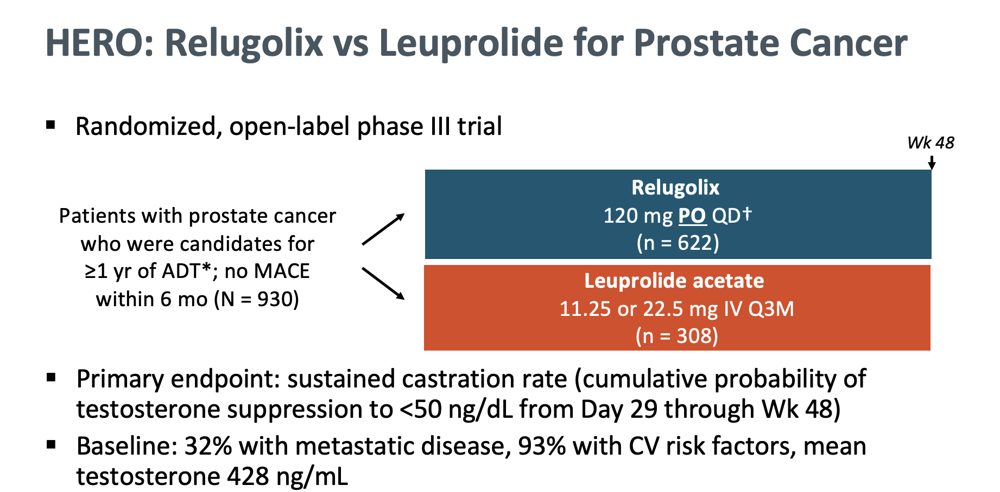 HERO: Relugolix vs Leuprolide for Prostate Cancer
▪ Randomized, open-label phase III trial
Wk 48
Patients with prostate cancer
who were candidates for
≥1 yr of ADT*; no MACE
within 6 mo (N = 930)
Relugolix
120 mg PO QD†
(n = 622)
Leuprolide acetate
11.25 or 22.5 mg IV Q3M
(n = 308)
▪ Primary endpoint: sustained castration rate (cumulative probability of
testosterone suppression to <50 ng/dL from Day 29 through Wk 48)
▪ Baseline: 32% with metastatic disease, 93% with CV risk factors, mean
testosterone 428 ng/mL